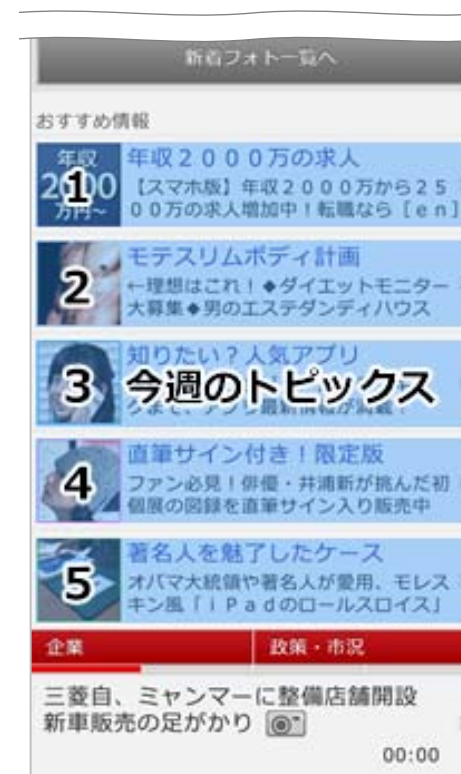 新着フォト一覧へ
おすすめ情報
年収
2000
万円~
1
年収2000万の求人
【スマホ版】年収2000万から25
00万の求人増加中!転職なら[en]
2
モテスリムボディ計画
←理想はこれ!◆ダイエットモニター
大募集◆男のエステダンディハウス
3
知りたい?人気アプリ
今週のトピックス
4
直筆サイン付き!限定版
ファン必見!俳優・井浦新が挑んだ初
個展の図録を直筆サイン入り販売中
5
著名人を魅了したケース
オバマ大統領や著名人が愛用、モレス
キン風「iPadのロールスロイス」
企業
政策・市況
三菱自、ミャンマーに整備店舗開設
新車販売の足がかり
00:00